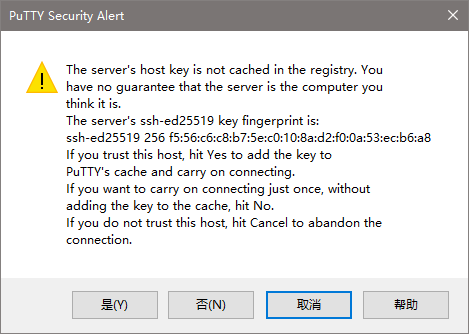 PuTTY Security Alert
The server's host key is not cached in the registry. You
have no guarantee that the server is the computer you
think it is.
The server's ssh-ed25519 key fingerprint is:
ssh-ed25519 256 f5:56:c6:c8:b7:5e:c0:10:8a:d2:f0:0a:53:ec:b6:a8
If you trust this host, hit Yes to add the key to
PuTTY's cache and carry on connecting.
If you want to carry on connecting just once, without
adding the key to the cache, hit No.
If you do not trust this host, hit Cancel to abandon the
connection.
是(Y)
否(N)
取消
帮助